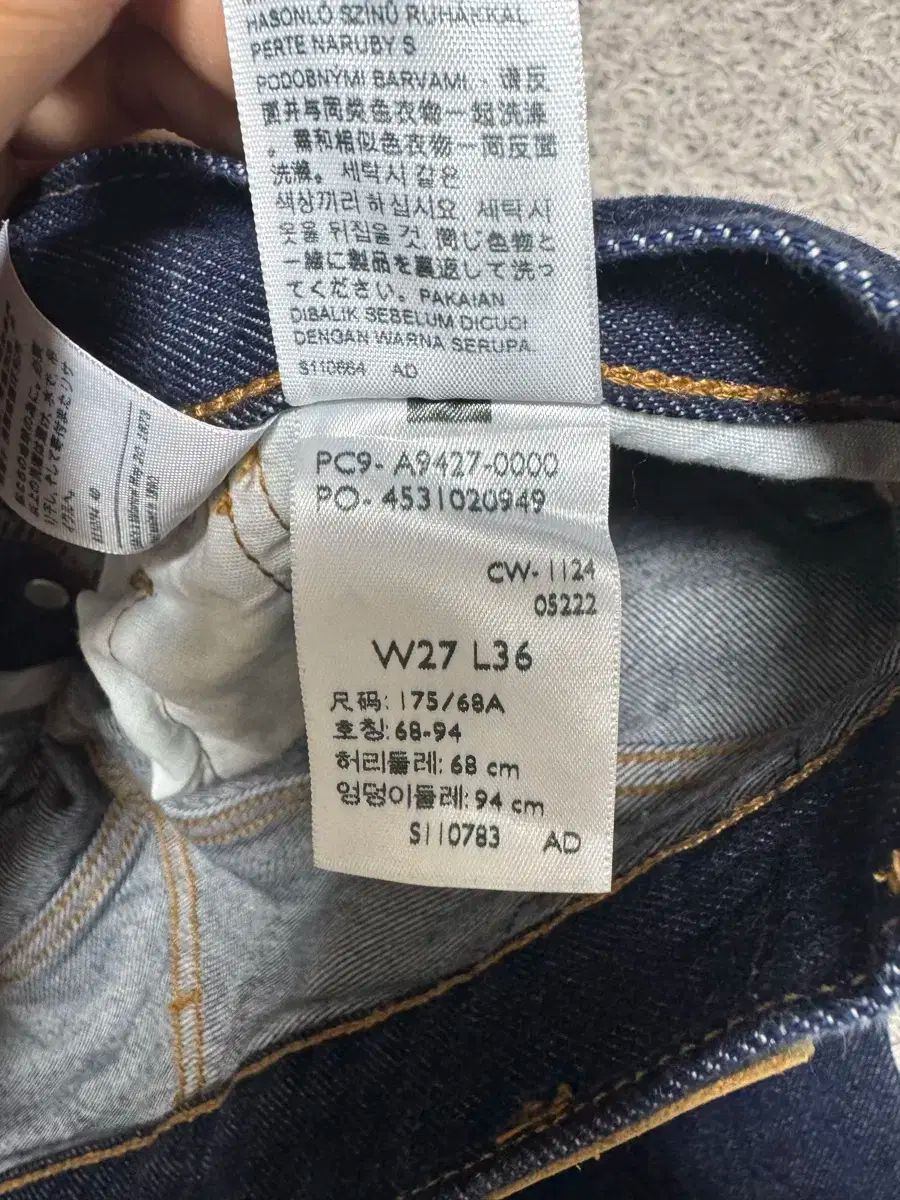 HASONLÓ SZÍNŰ RUHÁKKAL.
PERTE NARUBY S
PODOBNÝMI BARVAMI. - 请反
面并与同类色衣物一起洗涤
。需和相似色衣物一同反面
洗滌。세탁시 같은
색상끼리 하십시요 세탁시
옷을 뒤집을 것. 同じ色物と
一緒に製品を裏返して洗っ
てください。PAKAIAN
DIBALIK SEBELUM DICUCI
DENGAN WARNA SERUPA.
S110664 AD
PC9- A9427-0000
PO- 4531020949
CW- 1124
05222
W27 L36
尺码: 175/68A
호칭: 68-94
허리둘레: 68 cm
엉덩이둘레: 94 cm
S110783 AD